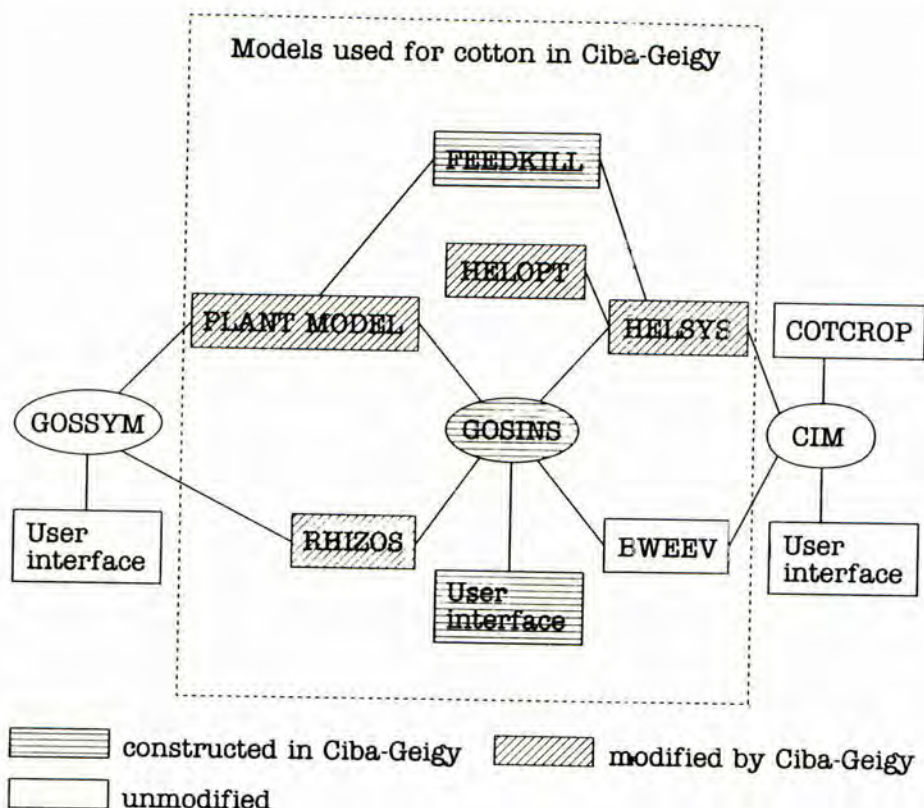 Models used for cotton in Ciba-Geigy
FEEDKILL
HELOPT
PLANT MODEL
HELSYS
COTCROP
GOSSYM
GOSINS
CIM
User
interface
RHIZOS
BWEEV
User
interface
User
interface
constructed in Ciba-Geigy
modified by Ciba-Geigy
unmodified